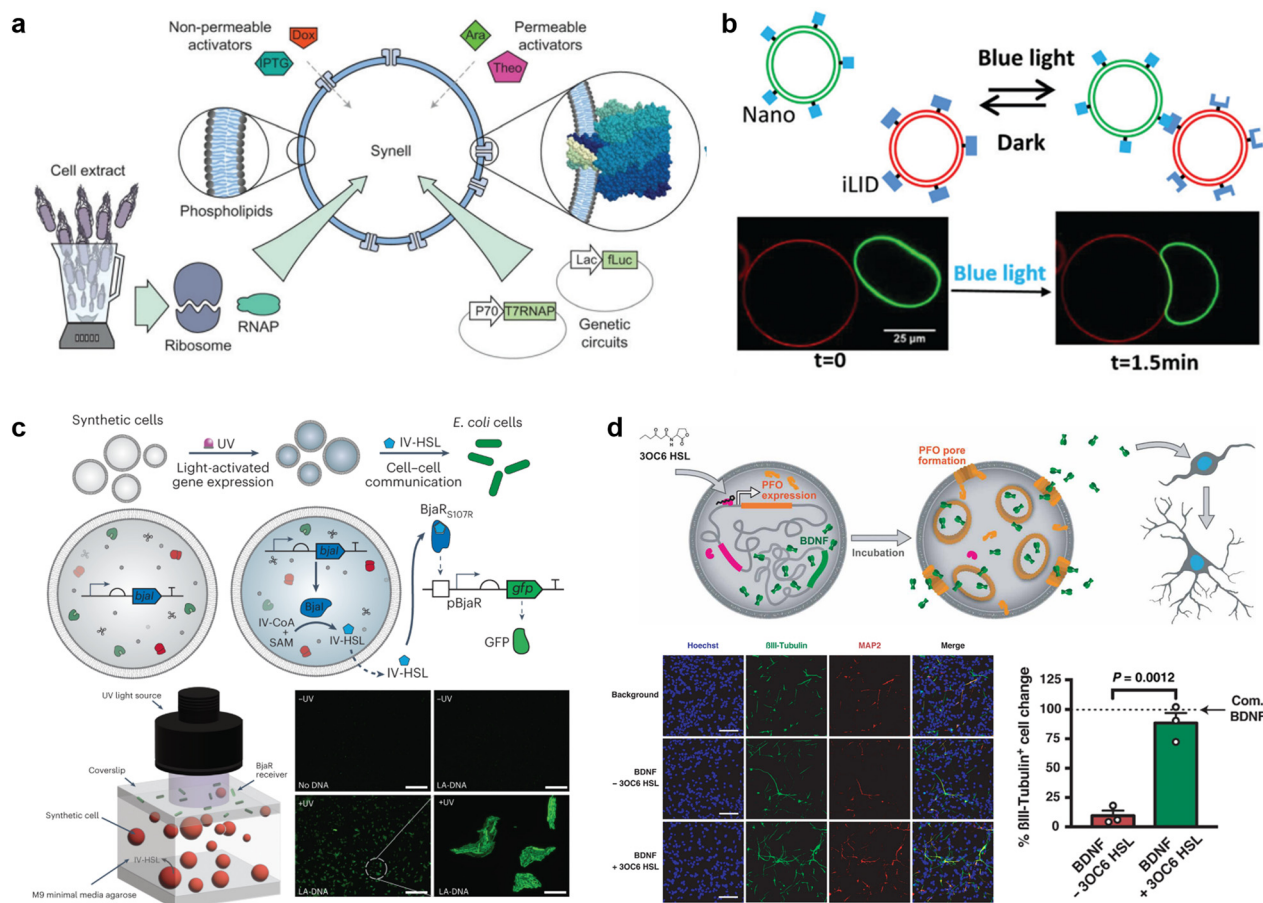 a
Non-permeable
activators
Dox
IPTG
Ara
Permeable
activators
Theo
Synell
Phospholipids
Cell extract
Ribosome
RNAP
Lac
fLuc
P70
T7RNAP
Genetic
circuits
b
Nano
Blue light
Dark
iLID
Blue light
25 μm
t=0
t=1.5min
c
Synthetic cells
UV
Light-activated
gene expression
IV-HSL
Cell–cell
communication
E. coli cells
bjaI
bjaI
BjaI
IV-CoA
+
SAM
IV-HSL
IV-HSL
BjaRS107R
pBjaR
gfp
GFP
UV light source
Coverslip
BjaR
receiver
Synthetic cell
IV-HSL
M9 minimal media agarose
–UV
No DNA
–UV
LA-DNA
+UV
LA-DNA
+UV
LA-DNA
d
3OC6 HSL
PFO
expression
BDNF
Incubation
PFO pore
formation
Hoechst
βIII-Tubulin
MAP2
Merge
Background
BDNF
– 3OC6 HSL
BDNF
+ 3OC6 HSL
P = 0.0012
Com.
BDNF
% βIII-Tubulin+ cell change
125
100
75
50
25
0
BDNF
– 3OC6 HSL
BDNF
+ 3OC6 HSL